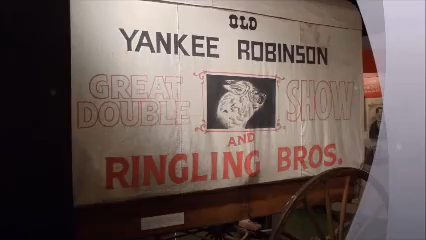 OLD
YANKEE ROBINSON
GREAT DOUBLE SHOW
AND
RINGLING BROS.